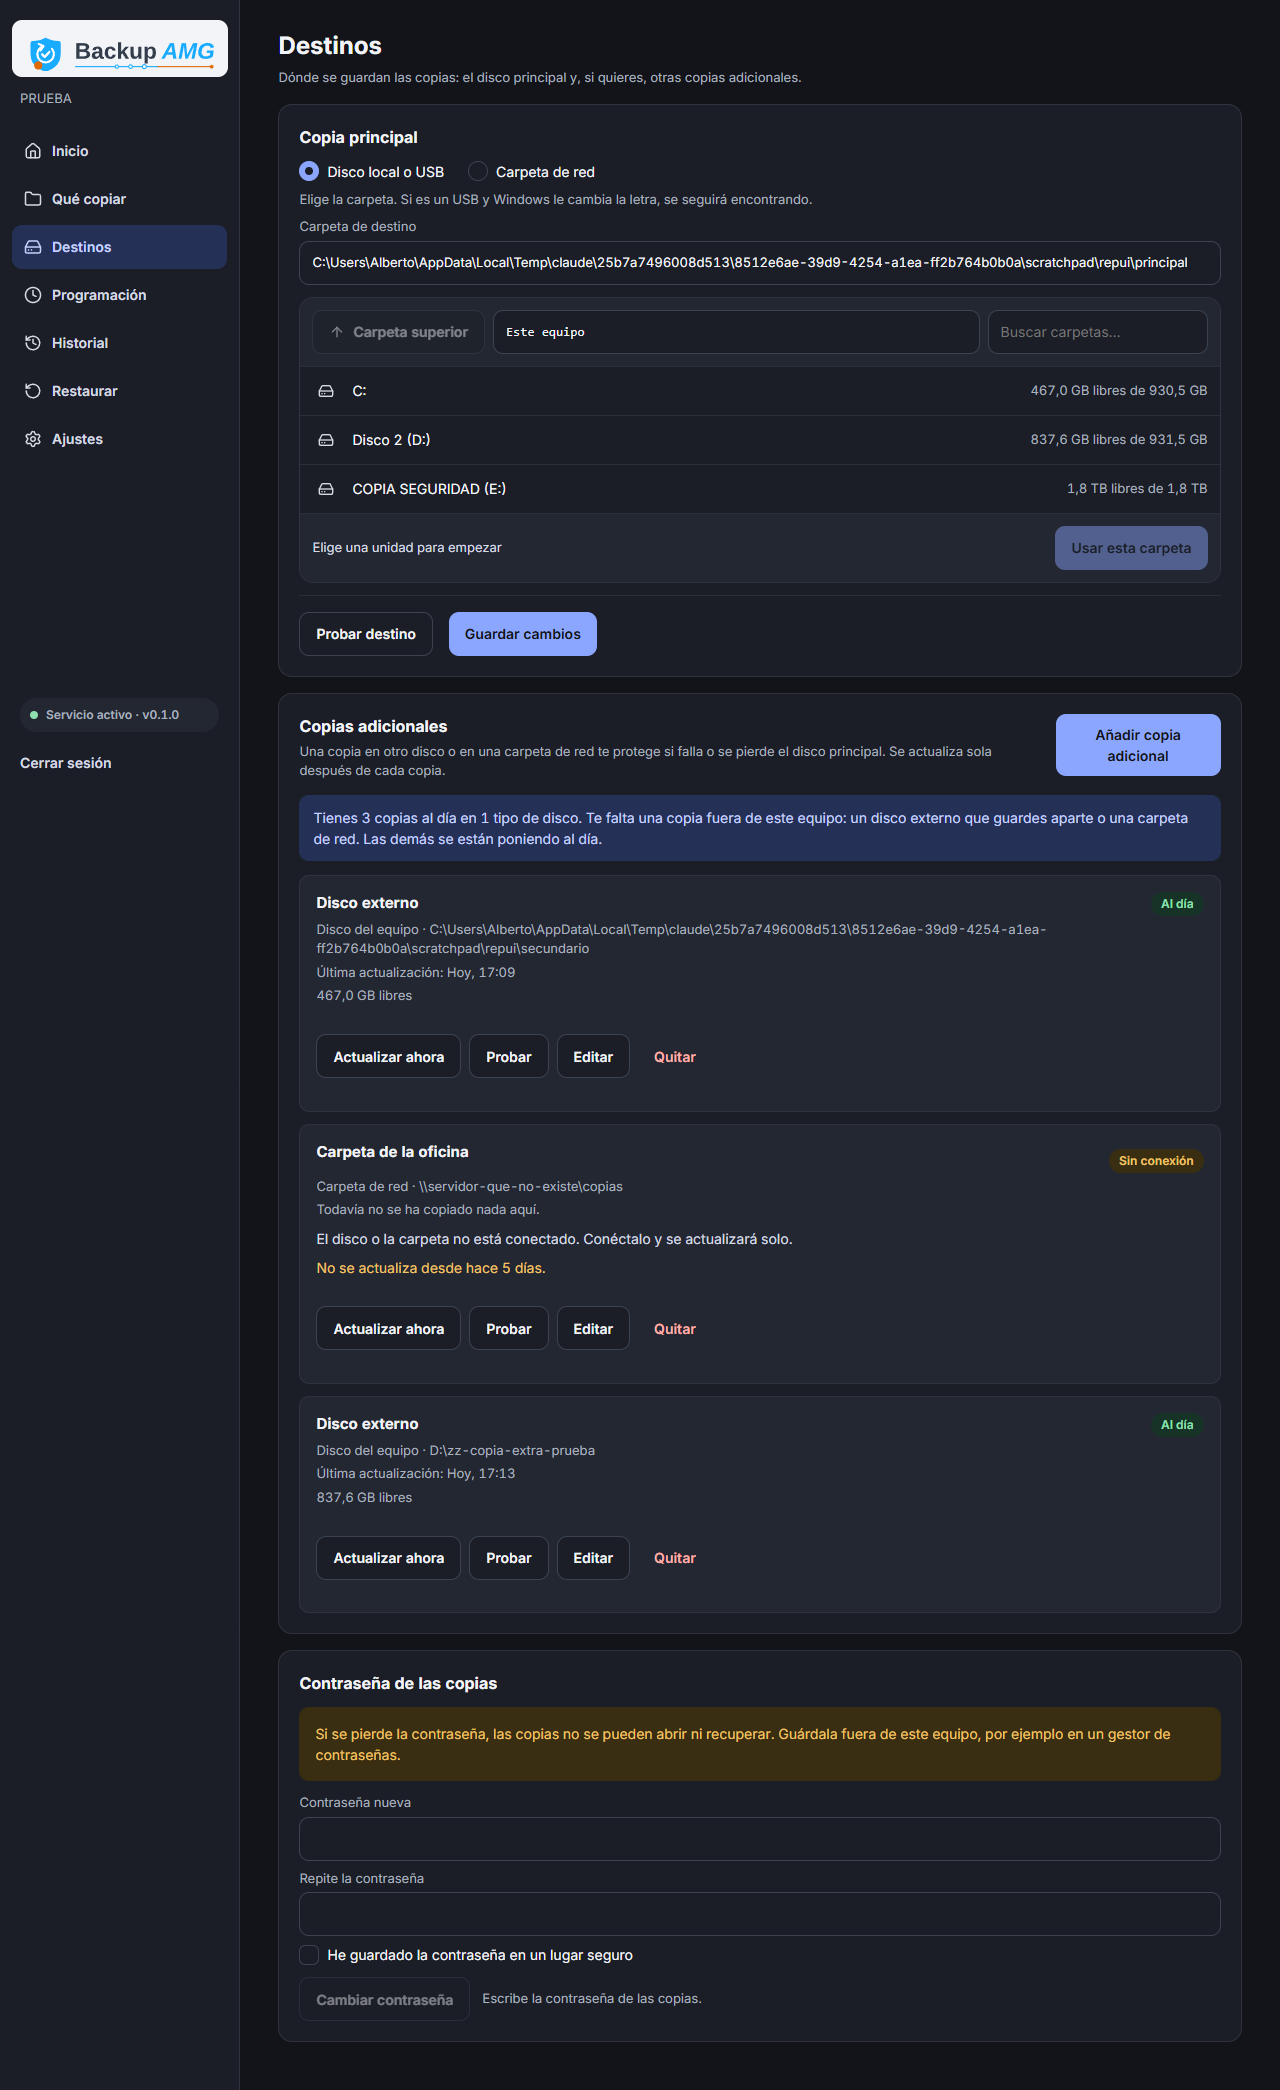 Backup AMG
PRUEBA
Inicio
Qué copiar
Destinos
Programación
Historial
Restaurar
Ajustes
Servicio activo · v0.1.0
Cerrar sesión
Destinos
Dónde se guardan las copias: el disco principal y, si quieres, otras copias adicionales.
Copia principal
Disco local o USB
Carpeta de red
Elige la carpeta. Si es un USB y Windows le cambia la letra, se seguirá encontrando.
Carpeta de destino
C:\Users\Alberto\AppData\Local\Temp\claude\25b7a7496008d513\8512e6ae-39d9-4254-a1ea-ff2b764b0b0a\scratchpad\repui\principal
Carpeta superior
Este equipo
Buscar carpetas...
C:
467,0 GB libres de 930,5 GB
Disco 2 (D:)
837,6 GB libres de 931,5 GB
COPIA SEGURIDAD (E:)
1,8 TB libres de 1,8 TB
Elige una unidad para empezar
Usar esta carpeta
Probar destino
Guardar cambios
Copias adicionales
Una copia en otro disco o en una carpeta de red te protege si falla o se pierde el disco principal. Se actualiza sola
después de cada copia.
Añadir copia
adicional
Tienes 3 copias al día en 1 tipo de disco. Te falta una copia fuera de este equipo: un disco externo que guardes aparte o una carpeta
de red. Las demás se están poniendo al día.
Disco externo
Al día
Disco del equipo · C:\Users\Alberto\AppData\Local\Temp\claude\25b7a7496008d513\8512e6ae-39d9-4254-a1ea-
ff2b764b0b0a\scratchpad\repui\secundario
Última actualización: Hoy, 17:09
467,0 GB libres
Actualizar ahora
Probar
Editar
Quitar
Carpeta de la oficina
Sin conexión
Carpeta de red · \\servidor-que-no-existe\copias
Todavía no se ha copiado nada aquí.
El disco o la carpeta no está conectado. Conéctalo y se actualizará solo.
No se actualiza desde hace 5 días.
Actualizar ahora
Probar
Editar
Quitar
Disco externo
Al día
Disco del equipo · D:\zz-copia-extra-prueba
Última actualización: Hoy, 17:13
837,6 GB libres
Actualizar ahora
Probar
Editar
Quitar
Contraseña de las copias
Si se pierde la contraseña, las copias no se pueden abrir ni recuperar. Guárdala fuera de este equipo, por ejemplo en un gestor de
contraseñas.
Contraseña nueva
Repite la contraseña
He guardado la contraseña en un lugar seguro
Cambiar contraseña
Escribe la contraseña de las copias.